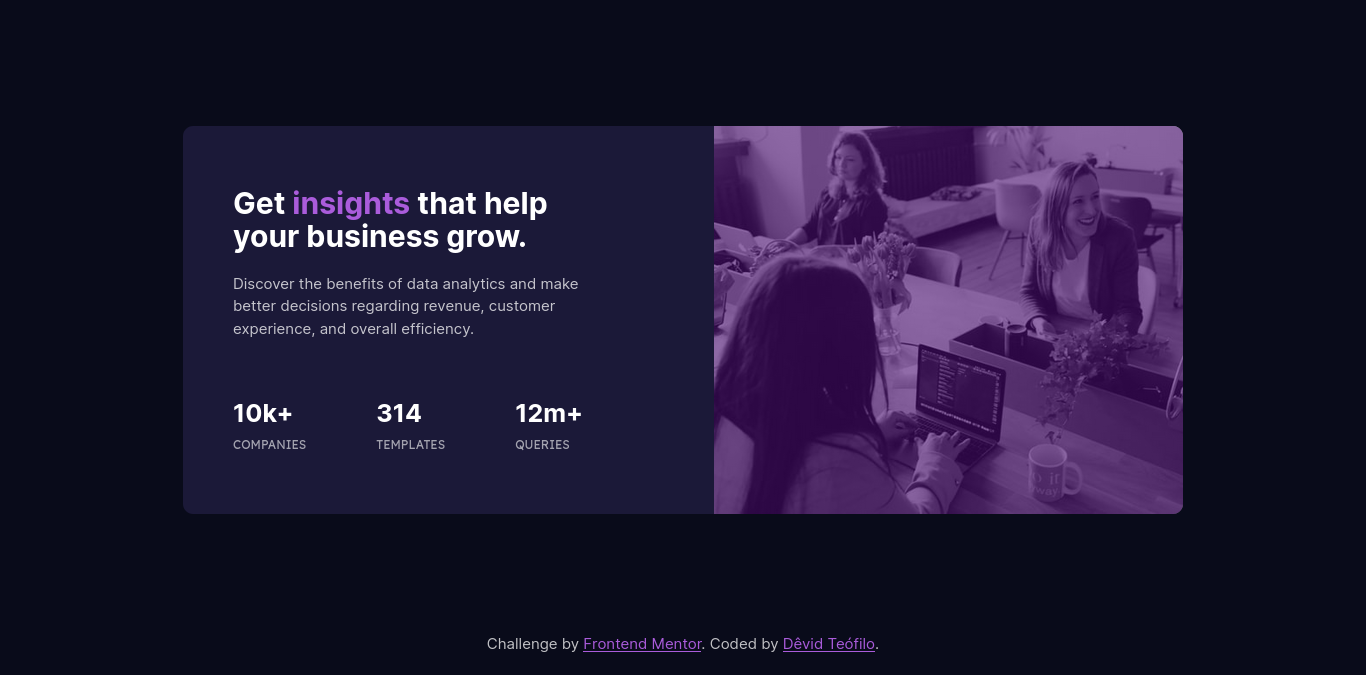 Get insights that help
your business grow.
Discover the benefits of data analytics and make
better decisions regarding revenue, customer
experience, and overall efficiency.
10k+ 314 12m+
COMPANIES TEMPLATES QUERIES
Challenge by Frontend Mentor. Coded by Dêvid Teófilo.